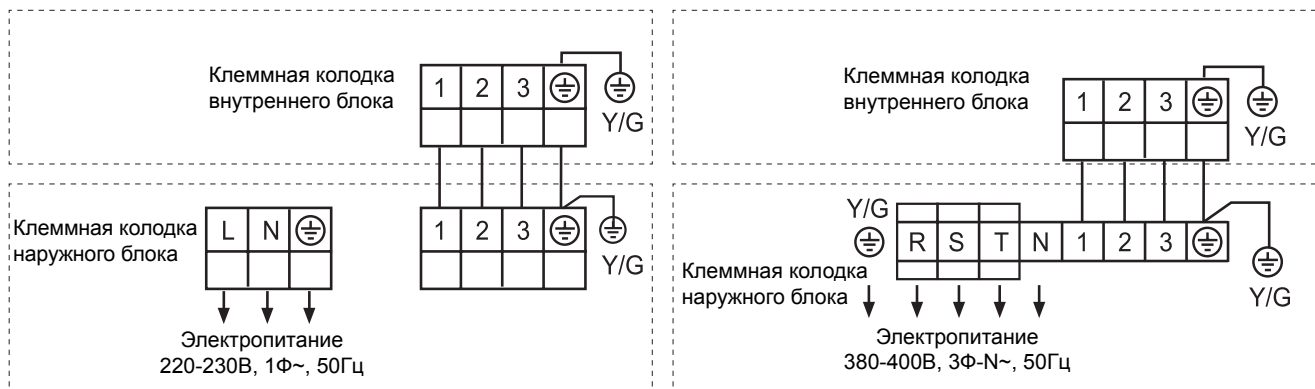 Клеммная колодка
внутреннего блока
1 2 3
Y/G
Клеммная колодка
наружного блока
L N
1 2 3
Y/G
Электропитание
220-230В, 1Ф~, 50Гц
Клеммная колодка
внутреннего блока
1 2 3
Y/G
Y/G
R S T N 1 2 3
Клеммная колодка
наружного блока
Y/G
Электропитание
380-400В, 3Ф-N~, 50Гц